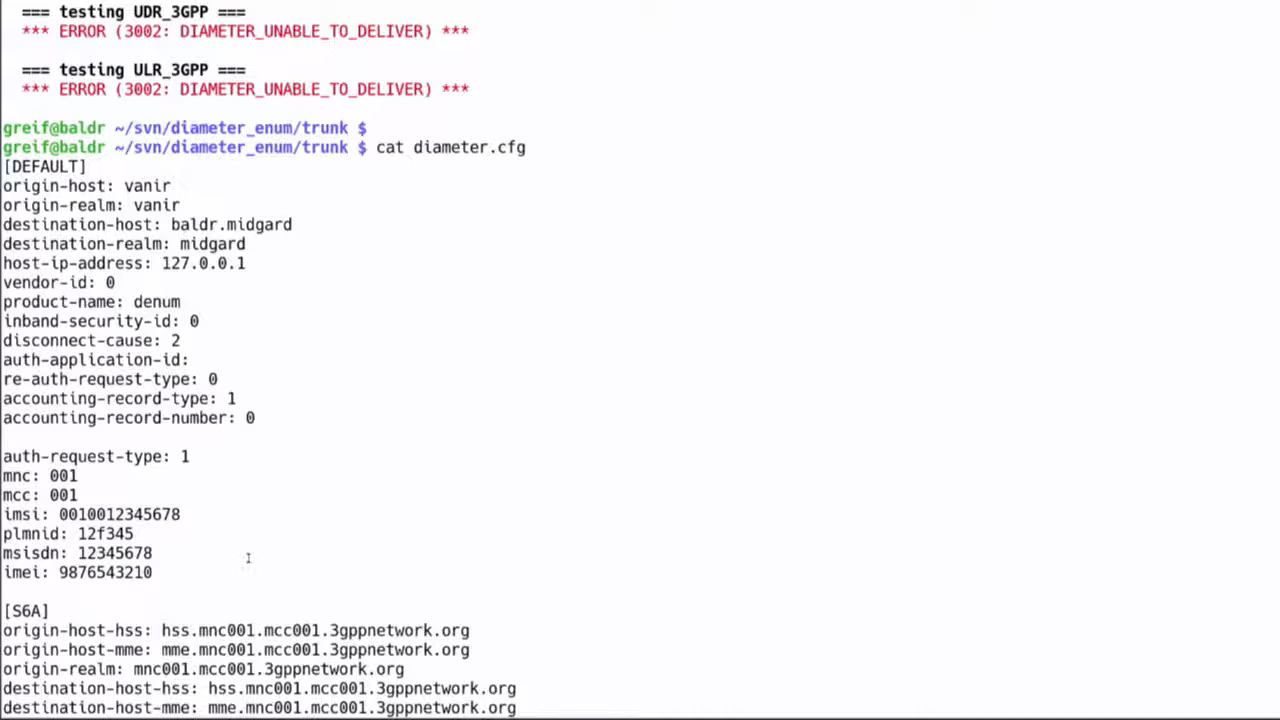 === testing UDR_3GPP ===
*** ERROR (3002: DIAMETER_UNABLE_TO_DELIVER) ***
=== testing ULR_3GPP ===
*** ERROR (3002: DIAMETER_UNABLE_TO_DELIVER) ***
greif@baldr ~/svn/diameter_enum/trunk $
greif@baldr ~/svn/diameter_enum/trunk $ cat diameter.cfg
[DEFAULT]
origin-host: vanir
origin-realm: vanir
destination-host: baldr.midgard
destination-realm: midgard
host-ip-address: 127.0.0.1
vendor-id: 0
product-name: denum
inband-security-id: 0
disconnect-cause: 2
auth-application-id:
re-auth-request-type: 0
accounting-record-type: 1
accounting-record-number: 0
auth-request-type: 1
mnc: 001
mcc: 001
imsi: 0010012345678
plmnid: 12f345
msisdn: 12345678
imei: 9876543210
[S6A]
origin-host-hss: hss.mnc001.mcc001.3gppnetwork.org
origin-host-mme: mme.mnc001.mcc001.3gppnetwork.org
origin-realm: mnc001.mcc001.3gppnetwork.org
destination-host-hss: hss.mnc001.mcc001.3gppnetwork.org
destination-host-mme: mme.mnc001.mcc001.3gppnetwork.org